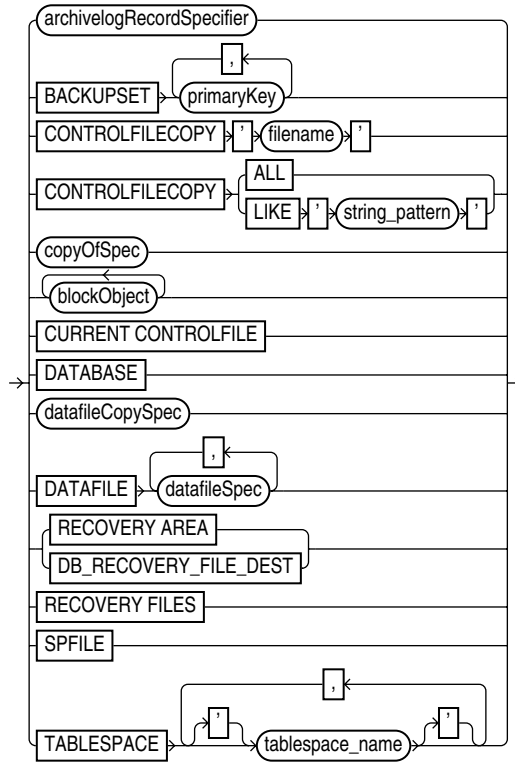 archivelogRecordSpecifier
,
BACKUPSET primaryKey
CONTROLFILECOPY ' filename '
ALL
CONTROLFILECOPY
LIKE ' string_pattern '
copyOfSpec
blockObject
CURRENT CONTROLFILE
DATABASE
datafileCopySpec
,
DATAFILE datafileSpec
RECOVERY AREA
DB_RECOVERY_FILE_DEST
RECOVERY FILES
SPFILE
,
' '
TABLESPACE tablespace_name